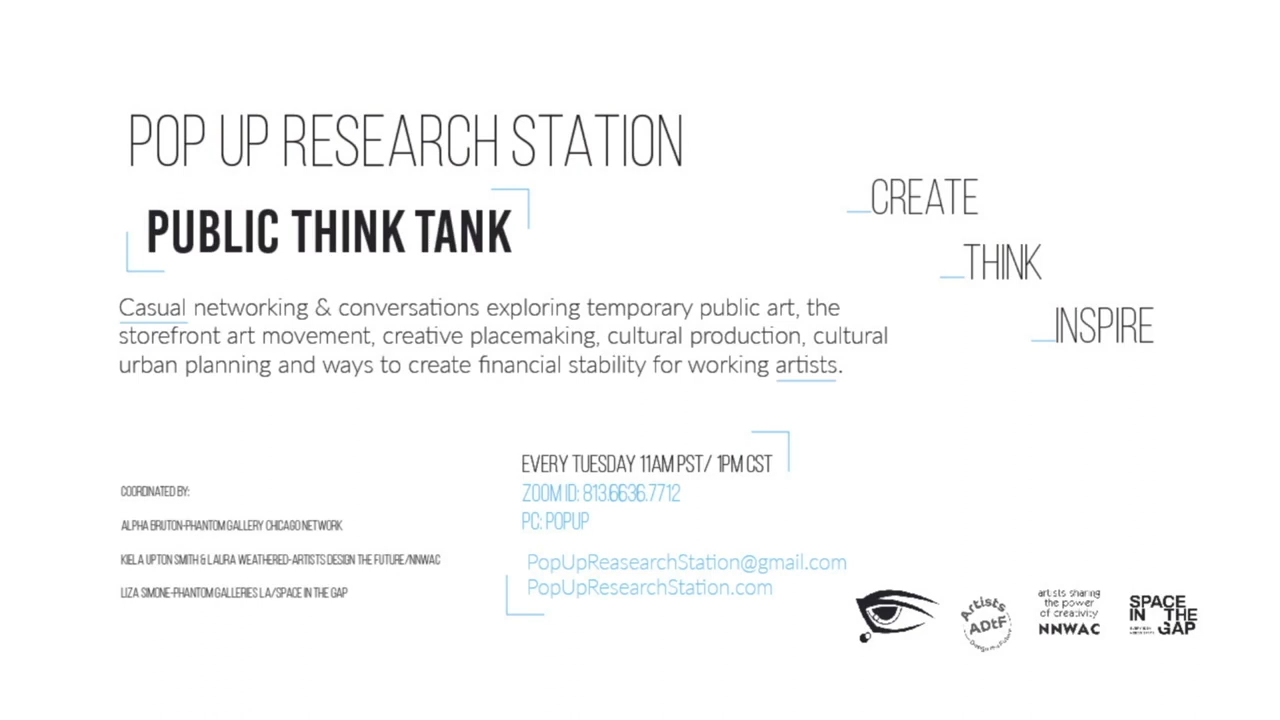 POP UP RESEARCH STATION
PUBLIC THINK TANK
Casual networking & conversations exploring temporary public art, the
storefront art movement, creative placemaking, cultural production, cultural
urban planning and ways to create financial stability for working artists.
CREATE
THINK
INSPIRE
EVERY TUESDAY 11AM PST/ 1PM CST
ZOOM ID: 813.6636.7712
PC: POPUP
PopUpReasearchStation@gmail.com
PopUpResearchStation.com
COORDINATED BY:
ALPHA BRUTON-PHANTOM GALLERY CHICAGO NETWORK
KIELA UPTON SMITH & LAURA WEATHERED-ARTISTS DESIGN THE FUTURE/NNWAC
LIZA SIMONE-PHANTOM GALLERIES LA/SPACE IN THE GAP
Artists
ADtF
artists sharing
the power
of creativity
NNWAC
SPACE
IN THE
GAP